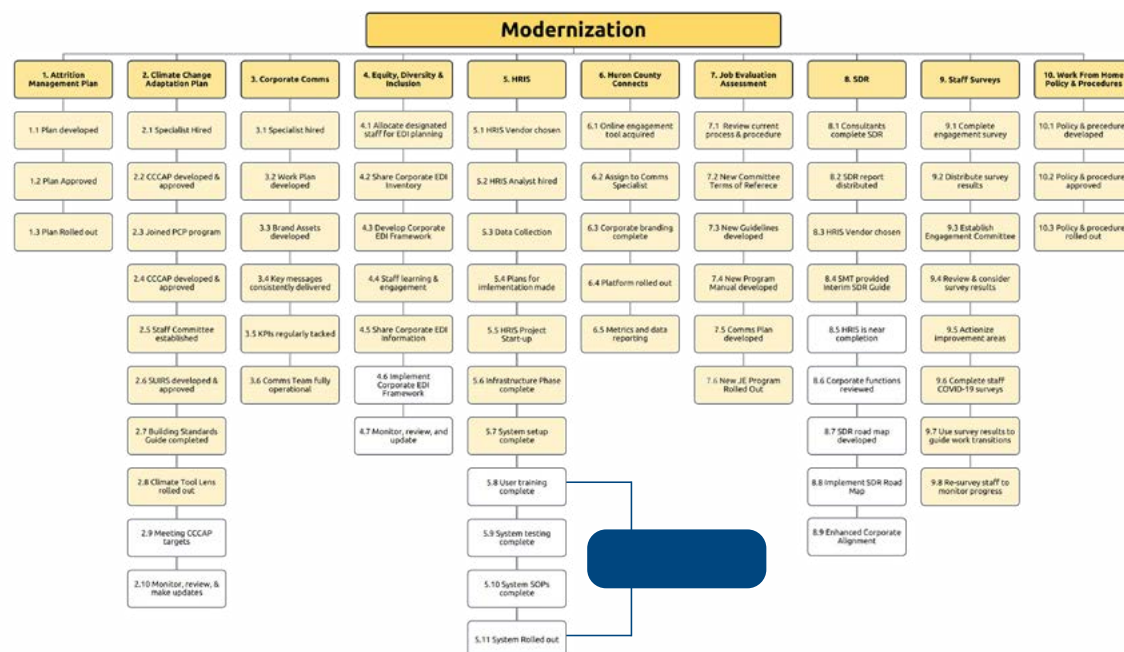 Modernization
1. Attrition
Management Plan
2. Climate Change
Adaptation Plan
3. Corporate Comms
4. Equity, Diversity &
Inclusion
5. HRIS
6. Huron County
Connects
7. Job Evaluation
Assessment
8. SDR
9. Staff Surveys
10. Work From Home
Policy & Procedures
1.1 Plan developed
1.2 Plan Approved
1.3 Plan Rolled out
2.1 Specialist Hired
2.2 CCCAP developed &
approved
2.3 Joined PCP program
2.4 CCCAP developed &
approved
2.5 Staff Committee
established
2.6 SUIRS developed &
approved
2.7 Building Standards
Guide completed
2.8 Climate Tool Lens
rolled out
2.9 Meeting CCCAP
targets
2.10 Monitor, review, &
make updates
3.1 Specialist hired
3.2 Work Plan
developed
3.3 Brand Assets
developed
3.4 Key messages
consistently delivered
3.5 KPIs regularly tacked
3.6 Comms Team fully
operational
4.1 Allocate designated
staff for EDI planning
4.2 Share Corporate EDI
Inventory
4.3 Develop Corporate
EDI Framework
4.4 Staff learning &
engagement
4.5 Share Corporate EDI
Information
4.6 Implement
Corporate EDI
Framework
4.7 Monitor, review, and
update
5.1 HRIS Vendor chosen
5.2 HRIS Analyst hired
5.3 Data Collection
5.4 Plans for
imlementation made
5.5 HRIS Project
Start-up
5.6 Infrastructure Phase
complete
5.7 System setup
complete
5.8 User training
complete
5.9 System testing
complete
5.10 System SOPs
complete
5.11 System Rolled out
6.1 Online engagement
tool acquired
6.2 Assign to Comms
Specialist
6.3 Corporate branding
complete
6.4 Platform rolled out
6.5 Metrics and data
reporting
7.1 Review current
process & procedure
7.2 New Committee
Terms of Referece
7.3 New Guidelines
developed
7.4 New Program
Manual developed
7.5 Comms Plan
developed
7.6 New JE Program
Rolled Out
8.1 Consultants
complete SDR
8.2 SDR report
distributed
8.3 HRIS Vendor chosen
8.4 SMT provided
Interim SDR Guide
8.5 HRIS is near
completion
8.6 Corporate functions
reviewed
8.7 SDR road map
developed
8.8 Implement SDR Road
Map
8.9 Enhanced Corporate
Alignment
9.1 Complete
engagement survey
9.2 Distribute survey
results
9.3 Establish
Engagement Committee
9.4 Review & consider
survey results
9.5 Actionize
improvement areas
9.6 Complete staff
COVID-19 surveys
9.7 Use survey results to
guide work transitions
9.8 Re-survey staff to
monitor progress
10.1 Policy & procedure
developed
10.2 Policy & procedure
approved
10.3 Policy & procedure
rolled out